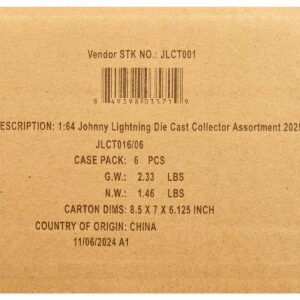 Vendor STK NO.: JLCT001
8 49398 03571 9
ESCRIPTION: 1:64 Johnny Lightning Die Cast Collector Assortment 202
JLCT016/06
CASE PACK: 6 PCS
G.W.: 2.33 LBS
N.W.: 1.46 LBS
CARTON DIMS: 8.5 X 7 X 6.125 INCH
COUNTRY OF ORIGIN: CHINA
11/06/2024 A1